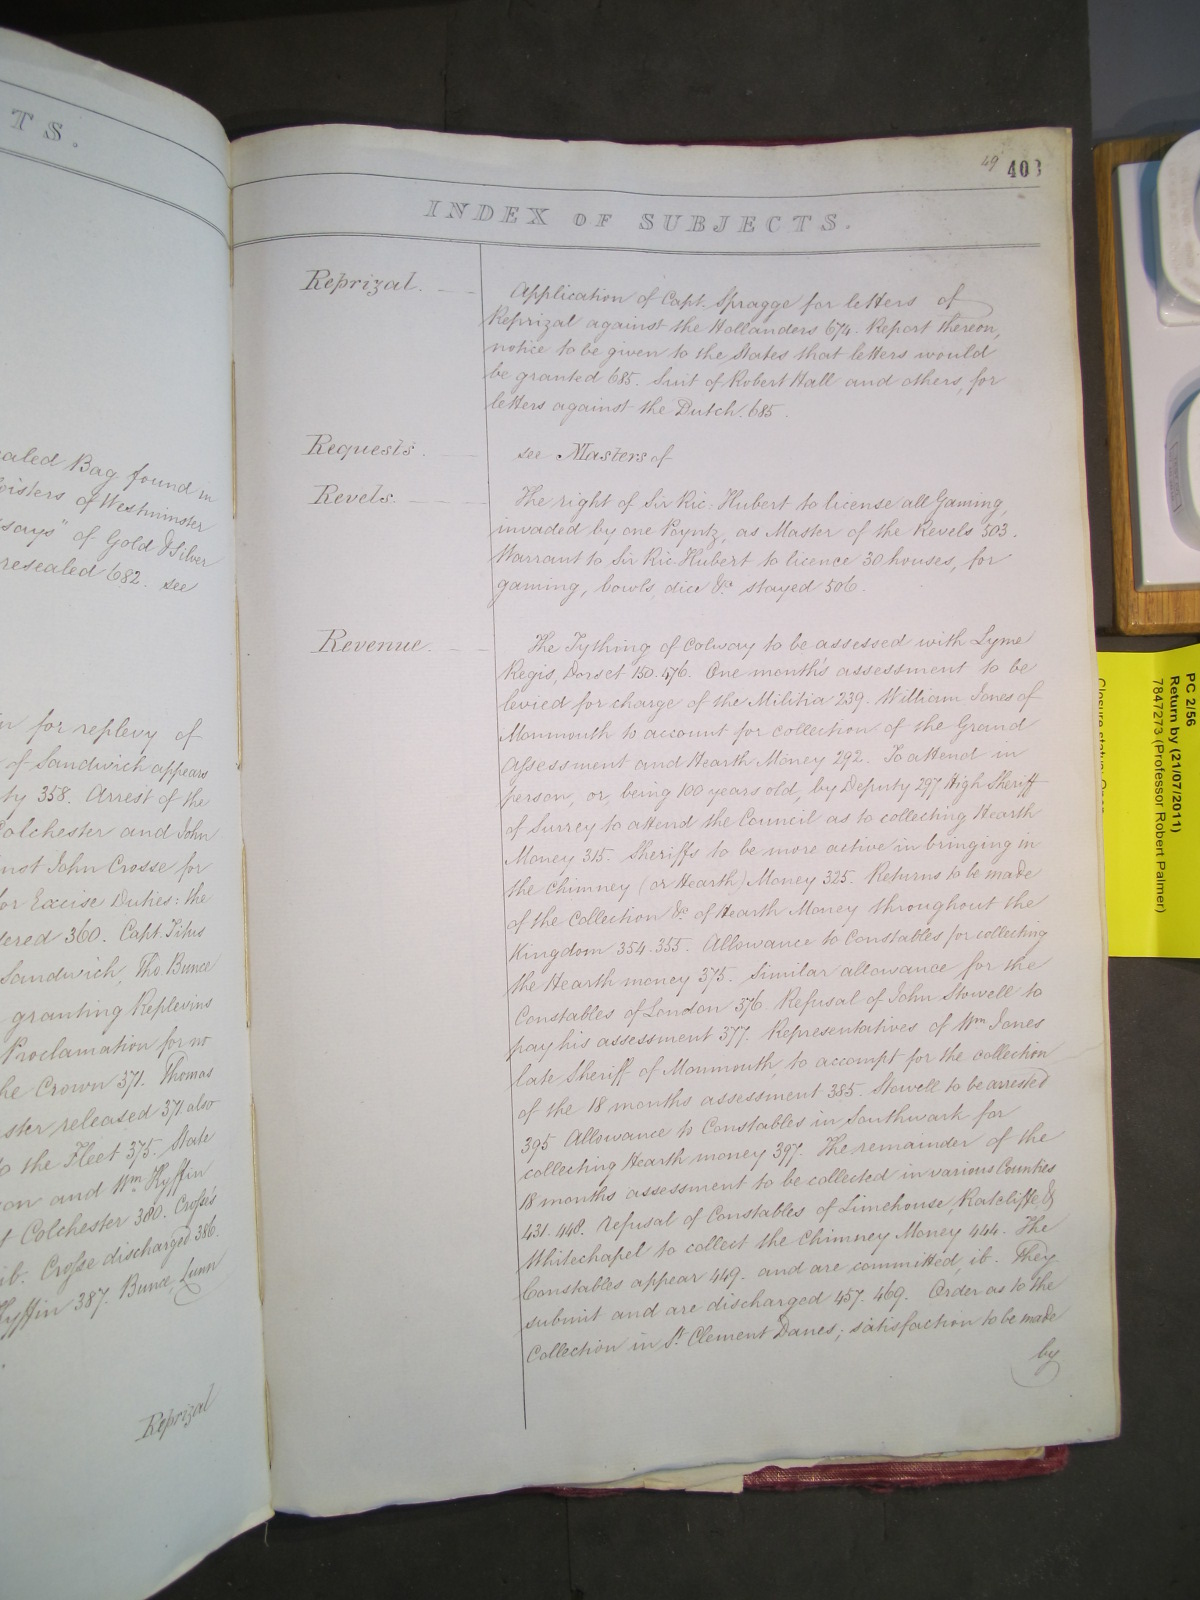 TS.
aled Bag found in
oisters of Westminster
says" of Gold & Silver
resealed 682. see
for replevy of
of Sandwich appears
ty 358. Arrest of the
Colchester and John
inst John Crosse for
or Excise Duties: the
dered 360. Capt. Titus
Sandwich, Tho. Bunce
granting Replevins
Proclamation for no
he Crown 371. Thomas
ster released 371 also
to the Fleet 375. State
on and Wm. Kyffin
t Colchester 380. Crosse's
ib. Crosse discharged 386.
Kyffin 387. Bunce, Lunn
Reprizal
49 403
INDEX OF SUBJECTS.
Reprizal.
Application of Capt. Spragge for letters of
Reprizal against the Hollanders 674. Report thereon,
notice to be given to the States that letters would
be granted 685. Suit of Robert Hall and others, for
letters against the Dutch. 685.
Requests.
see Masters of
Revels.
The right of Sir Ric. Hubert to license all Gaming,
invaded by one Poyntz, as Master of the Revels 503.
Warrant to Sir Ric. Hubert to licence 30 houses, for
gaming, bowls, dice &c. stayed 506.
Revenue.
The Tything of Colway to be assessed with Lyme
Regis, Dorset 150. 476. One month's assessment to be
levied for charge of the Militia 239. William Jones of
Monmouth to account for collection of the Grand
Assessment and Hearth Money 292. To attend in
person, or, being 100 years old, by Deputy 297. High Sheriff
of Surrey to attend the Council as to collecting Hearth
Money 315. Sheriffs to be more active in bringing in
the Chimney (or Hearth) Money 325. Returns to be made
of the Collection &c. of Hearth Money throughout the
Kingdom 354. 355. Allowance to Constables for collecting
the Hearth money 375. Similar allowance for the
Constables of London 376. Refusal of John Stowell to
pay his assessment 377. Representatives of Wm. Jones
late Sheriff of Monmouth, to accompt for the collection
of the 18 months assessment 385. Stowell to be arrested
395 Allowance to Constables in Southwark for
collecting Hearth money 397. The remainder of the
18 months assessment to be collected in various Counties
431. 448. Refusal of Constables of Limehouse, Ratcliffe, &
Whitechapel to collect the Chimney Money 444. The
Constables appear 449. and are committed, ib. They
submit and are discharged 457. 469. Order as to the
Collection in St. Clement Danes; satisfaction to be made
by
PC 2/56
Return by (21/07/2011)
7847273 (Professor Robert Palmer)
Closure status: Open